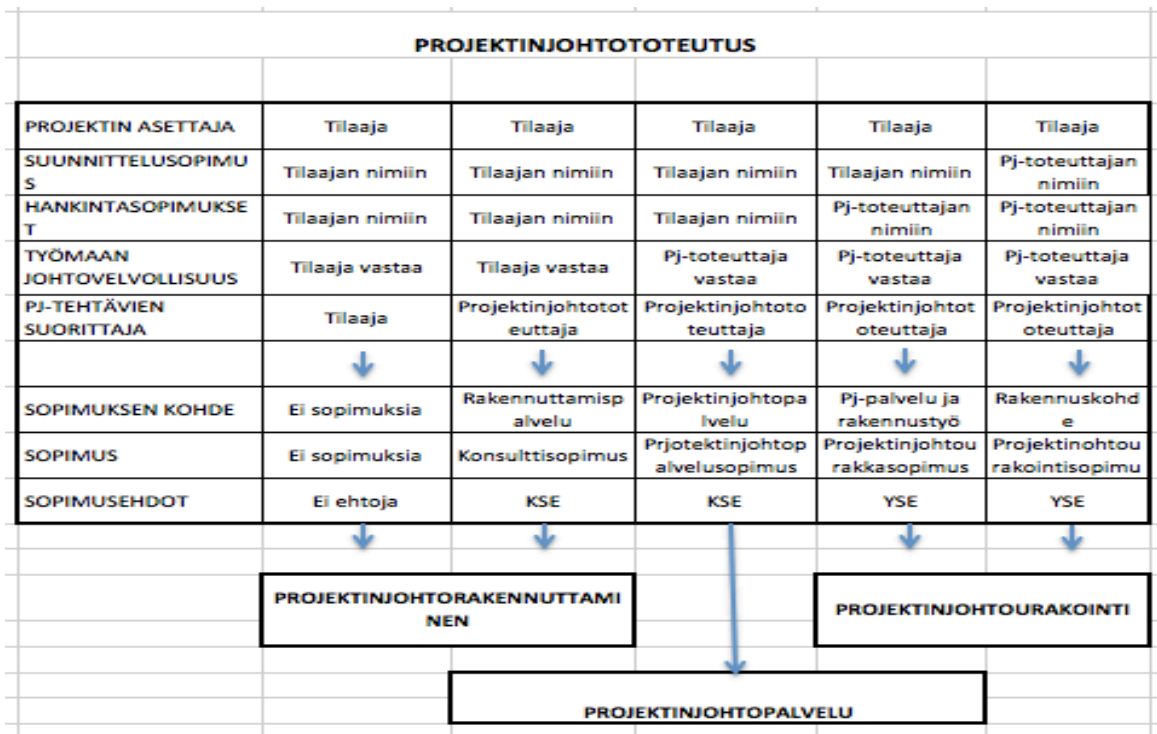 PROJEKTINJOHTOTOTEUTUS
PROJEKTIN ASETTAJA Tilaaja Tilaaja Tilaaja Tilaaja Tilaaja
SUUNNITTELUSOPIMU
S Tilaajan nimiin Tilaajan nimiin Tilaajan nimiin Tilaajan nimiin Pj-toteuttajan
nimiin
HANKINTASOPIMUKSE
T Tilaajan nimiin Tilaajan nimiin Tilaajan nimiin Pj-toteuttajan
nimiin Pj-toteuttajan
nimiin
TYÖMAAN
JOHTOVELVOLLISUUS Tilaaja vastaa Tilaaja vastaa Pj-toteuttaja
vastaa Pj-toteuttaja
vastaa Pj-toteuttaja
vastaa
PJ-TEHTÄVIEN
SUORITTAJA Tilaaja Projektinjohtotot
euttaja Projektinjohtoto
teuttaja Projektinjohtot
oteuttaja Projektinjohtot
oteuttaja
SOPIMUKSEN KOHDE Ei sopimuksia Rakennuttamisp
alvelu Projektinjohtopa
lvelu Pj-palvelu ja
rakennustyö Rakennuskohd
e
SOPIMUS Ei sopimuksia Konsulttisopimus Prjotektinjohtop
alvelusopimus Projektinjohtou
rakkasopimus Projektinohtou
rakointisopimu
SOPIMUSEHDOT Ei ehtoja KSE KSE YSE YSE
PROJEKTINJOHTORAKENNUTTAMI
NEN
PROJEKTINJOHTOURAKOINTI
PROJEKTINJOHTOPALVELU